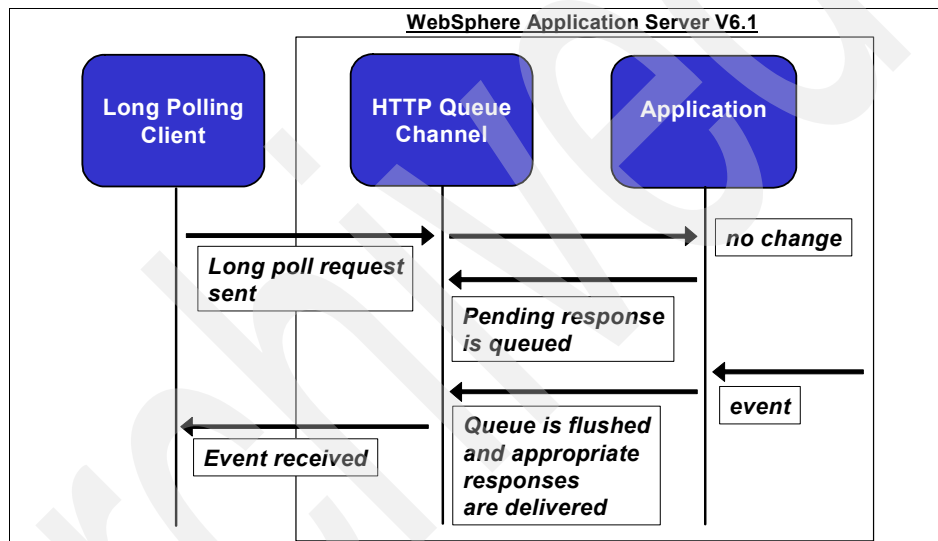 WebSphere Application Server V6.1
Long Polling
Client
HTTP Queue
Channel
Application
no change
Long poll request
sent
Pending response
is queued
event
Queue is flushed
and appropriate
responses
are delivered
Event received